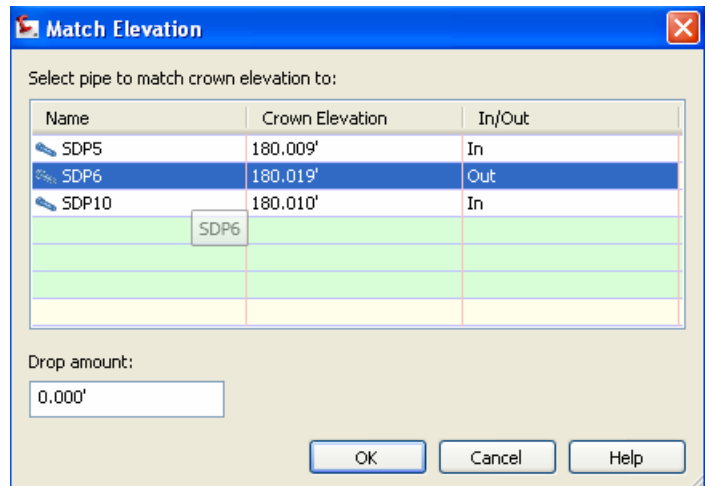 Match Elevation
Select pipe to match crown elevation to:
Name Crown Elevation In/Out
SDP5 180.009' In
SDP6 180.019' Out
SDP10 180.010' In
SDP6
Drop amount:
0.000'
OK Cancel Help